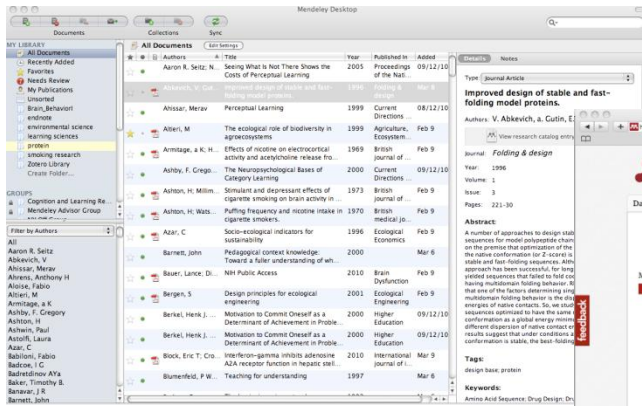 Mendeley Desktop
Documents
Collections
Sync
MY LIBRARY
All Documents
Recently Added
Favorites
Needs Review
My Publications
Unsorted
Brain_Behavior1
endnote
environmental science
learning sciences
protein
smoking research
Zotero Library
Create Folder...
GROUPS
Cognition and Learning Re...
Mendeley Advisor Group
Filter by Authors
All
Aaron R. Seitz
Abkevich, V
Ahissar, Merav
Ahrens, Anthony H
Aloise, Fabio
Altieri, M
Armitage, a K
Ashby, F. Gregory
Ashton, H
Ashwin, Paul
Astolfi, Laura
Azar, C
Babiloni, Fabio
Badcoe, I G
Badretdinov AYa
Baker, Timothy B.
Banavar, J R
Barnett, John
All Documents
Edit Settings
Authors Title Year Published In Added
Aaron R. Seitz; N... Seeing What Is Not There Shows the Costs of Perceptual Learning 2005 Proceedings of the Nati... 09/12/10
Abkevich, V; Gut... Improved design of stable and fast-folding model proteins. 1996 Folding & design Feb 9
Ahissar, Merav Perceptual Learning 1999 Current Directions ... 08/12/10
Altieri, M The ecological role of biodiversity in agroecosystems 1999 Agriculture, Ecosystem... Feb 9
Armitage, a K; H... Effects of nicotine on electrocortical activity and acetylcholine release fro... 1969 British journal of ... Feb 9
Ashby, F. Grego... The Neuropsychological Bases of Category Learning 2000 Current Directions ... 09/12/10
Ashton, H; Millim... Stimulant and depressant effects of cigarette smoking on brain activity in ... 1973 British journal of ... Feb 9
Ashton, H; Wats... Puffing frequency and nicotine intake in cigarette smokers. 1970 British medical jo... Feb 9
Azar, C Socio-ecological indicators for sustainability 1996 Ecological Economics Feb 9
Barnett, John Pedagogical context knowledge: Toward a fuller understanding of wh... 2000 Mar 6
Bauer, Lance; Di... NIH Public Access 2010 Brain Dysfunction Feb 9
Bergen, S Design principles for ecological engineering 2001 Ecological Engineering Feb 9
Berkel, Henk J. ... Motivation to Commit Oneself as a Determinant of Achievement in Proble... 2000 Higher Education 09/12/10
Berkel, Henk J. ... Motivation to Commit Oneself as a Determinant of Achievement in Proble... 2000 Higher Education 09/12/10
Block, Eric T; Cro... Interferon-gamma inhibits adenosine A2A receptor function in hepatic stell... 2010 International journal of i... Mar 9
Blumenfeld, P W... Teaching for understanding 1997 Mar 6
Details Notes
Type: Journal Article
Improved design of stable and fast-
folding model proteins.
Authors: V. Abkevich, a. Gutin, E.
View research catalog entry
Journal: Folding & design
Year: 1996
Volume: 1
Issue: 3
Pages: 221-30
Abstract:
A number of approaches to design stab
sequences for model polypeptide chain
on the premise that optimization of the
the native conformation (or Z-score) is
stable and fast-folding sequences. Alth
approach has been successful, for long
yielded sequences that failed to fold coo
having multidomain folding behavior. R
that one of the factors determining sing
multidomain folding behavior is the dis
energies of native contacts. So, we stud
sequences optimized to have the same
conformation as a global energy minimu
different dispersion of native contact e
results suggest that under conditions a
conformation is stable, the best-folding
Tags:
design base; protein
Keywords:
Amino Acid Sequence; Drug Design; Dru
feedback
Da